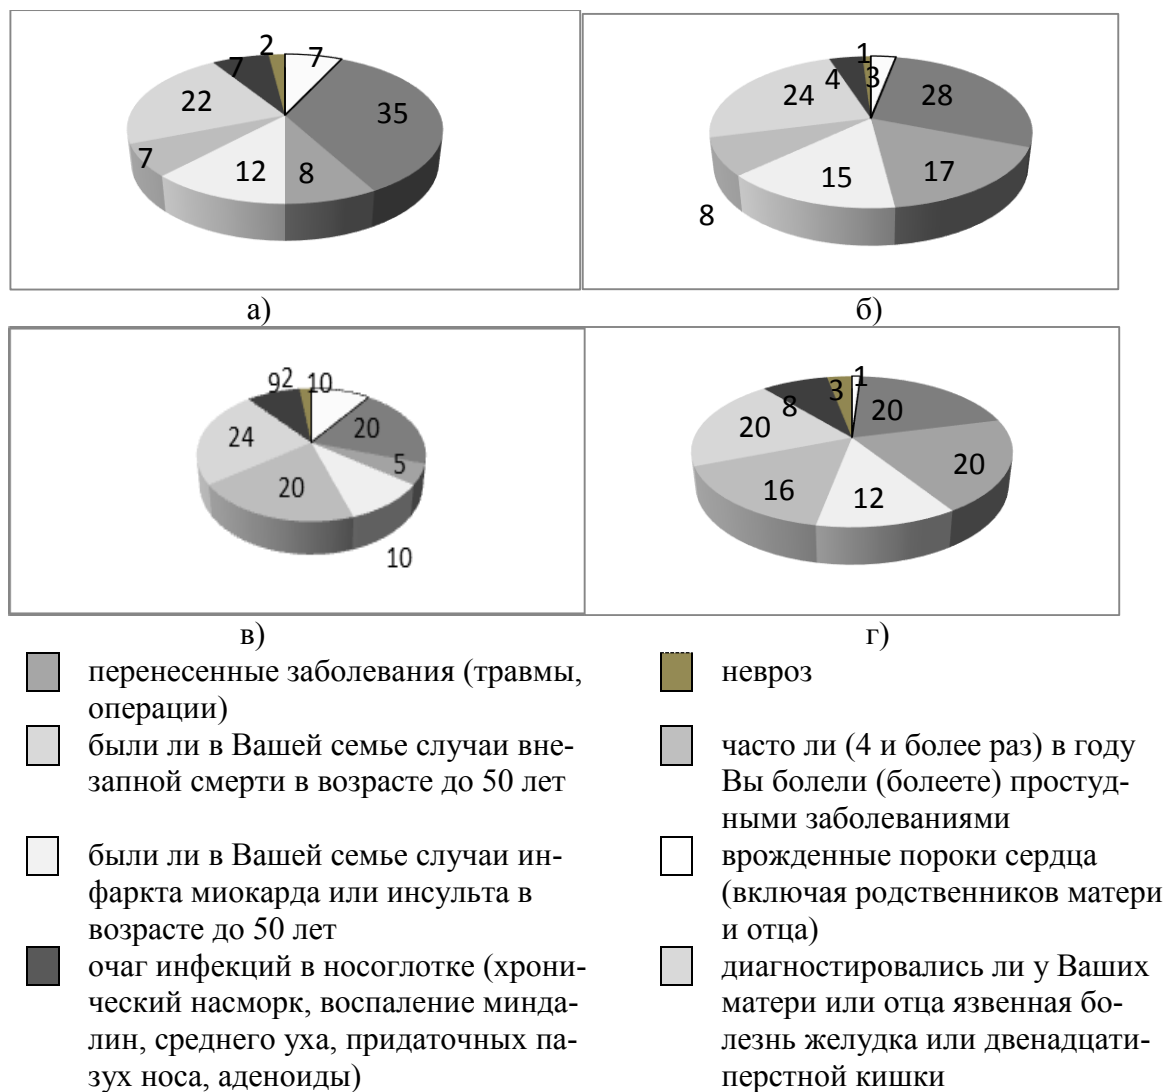 2
7
7
35
22
7
12
8
а)
1
3
4
28
24
17
15
8
б)
9
2
10
20
24
5
20
10
в)
1
3
8
20
20
20
16
12
г)
перенесенные заболевания (травмы,
операции)
невроз
были ли в Вашей семье случаи вне-
запной смерти в возрасте до 50 лет
часто ли (4 и более раз) в году
Вы болели (болеете) простуд-
ными заболеваниями
были ли в Вашей семье случаи ин-
фаркта миокарда или инсульта в
возрасте до 50 лет
врожденные пороки сердца
(включая родственников матери
и отца)
очаг инфекций в носоглотке (хрони-
ческий насморк, воспаление минда-
лин, среднего уха, придаточных па-
зух носа, аденоиды)
диагностировались ли у Ваших
матери или отца язвенная бо-
лезнь желудка или двенадцати-
перстной кишки